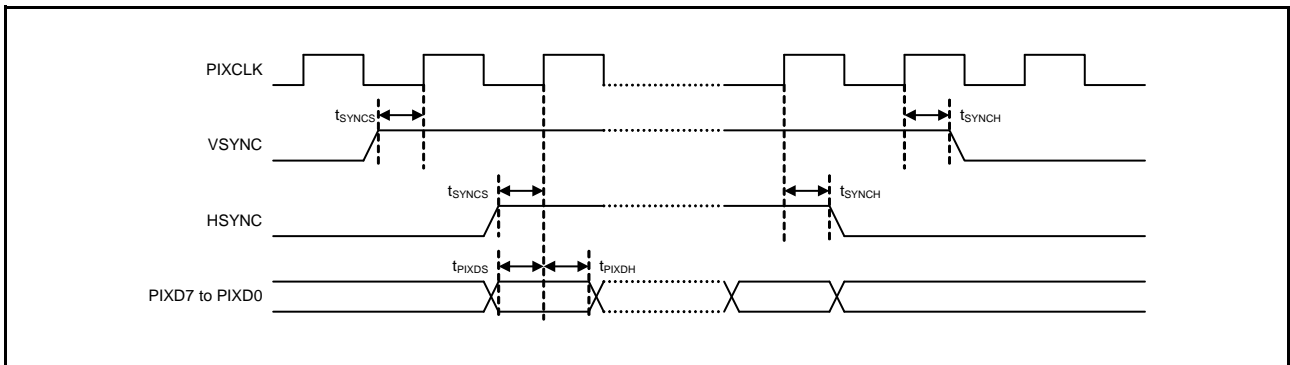 PIXCLK
tSYNCS
tSYNCH
VSYNC
tSYNCS
tSYNCH
HSYNC
tPIXDS
tPIXDH
PIXD7 to PIXD0